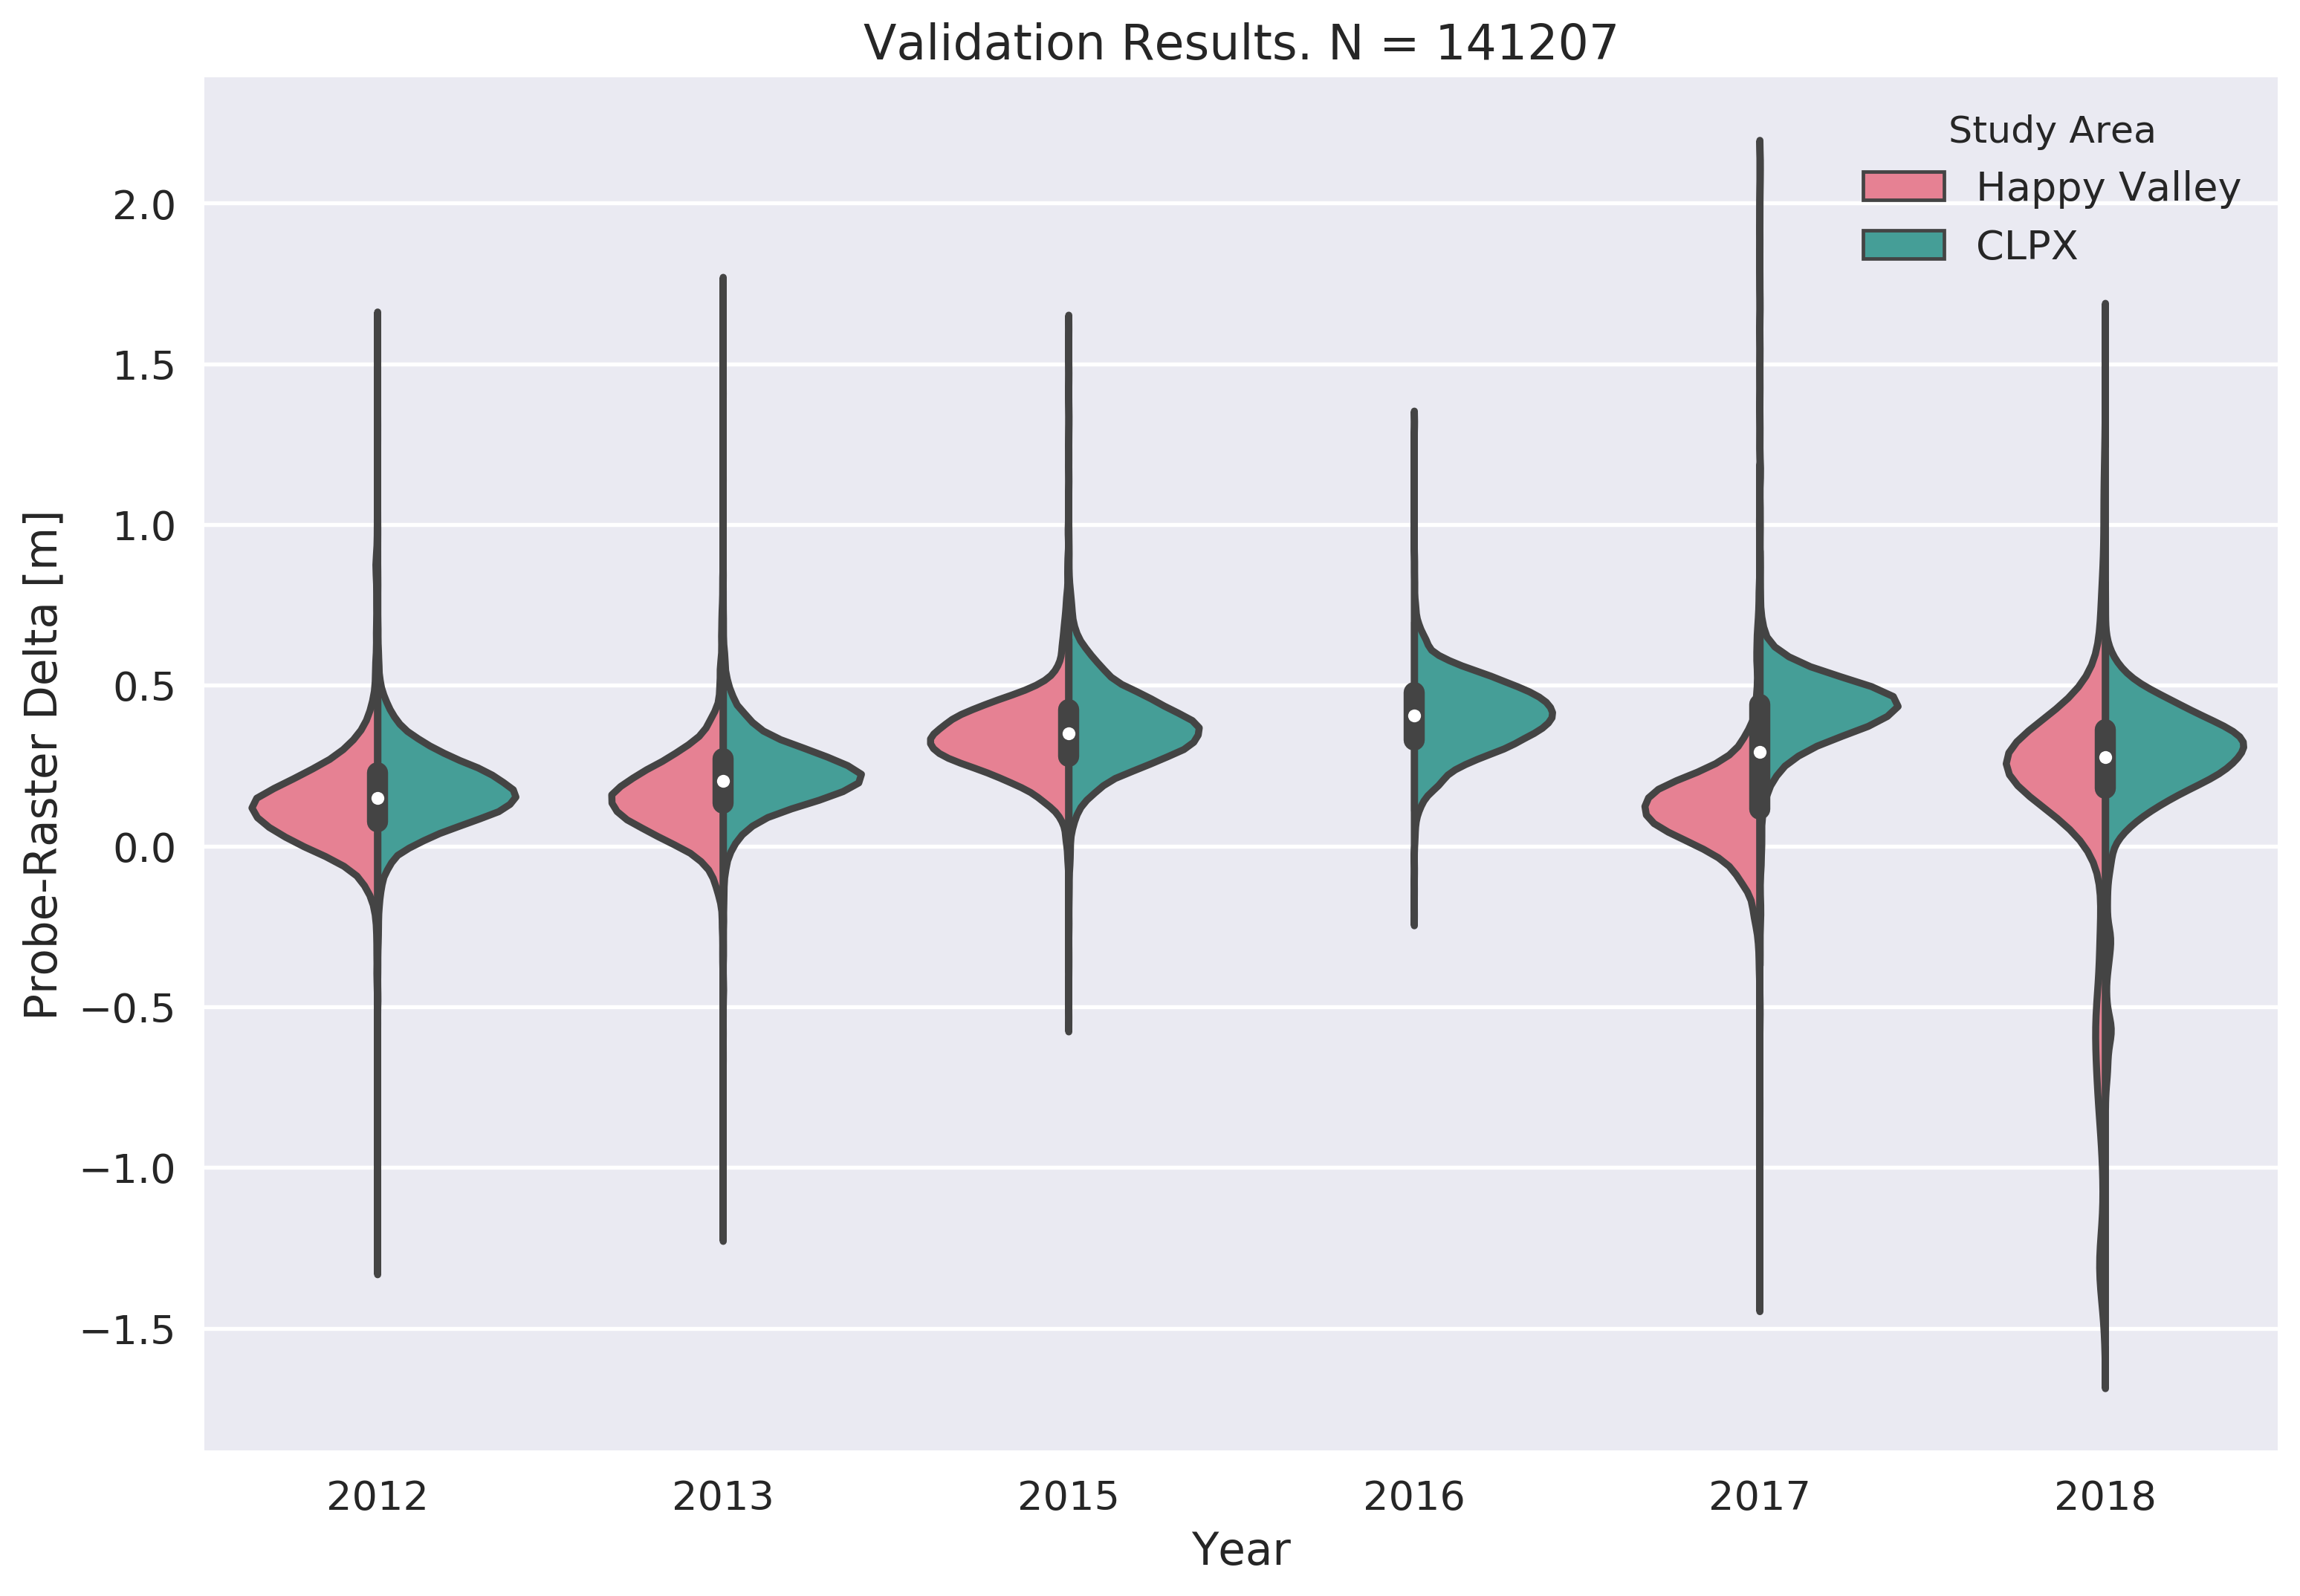 Validation Results. N = 141207
Study Area
Happy Valley
CLPX
Probe-Raster Delta [m]
2.0
1.5
1.0
0.5
0.0
−0.5
−1.0
−1.5
2012 2013 2015 2016 2017 2018
Year